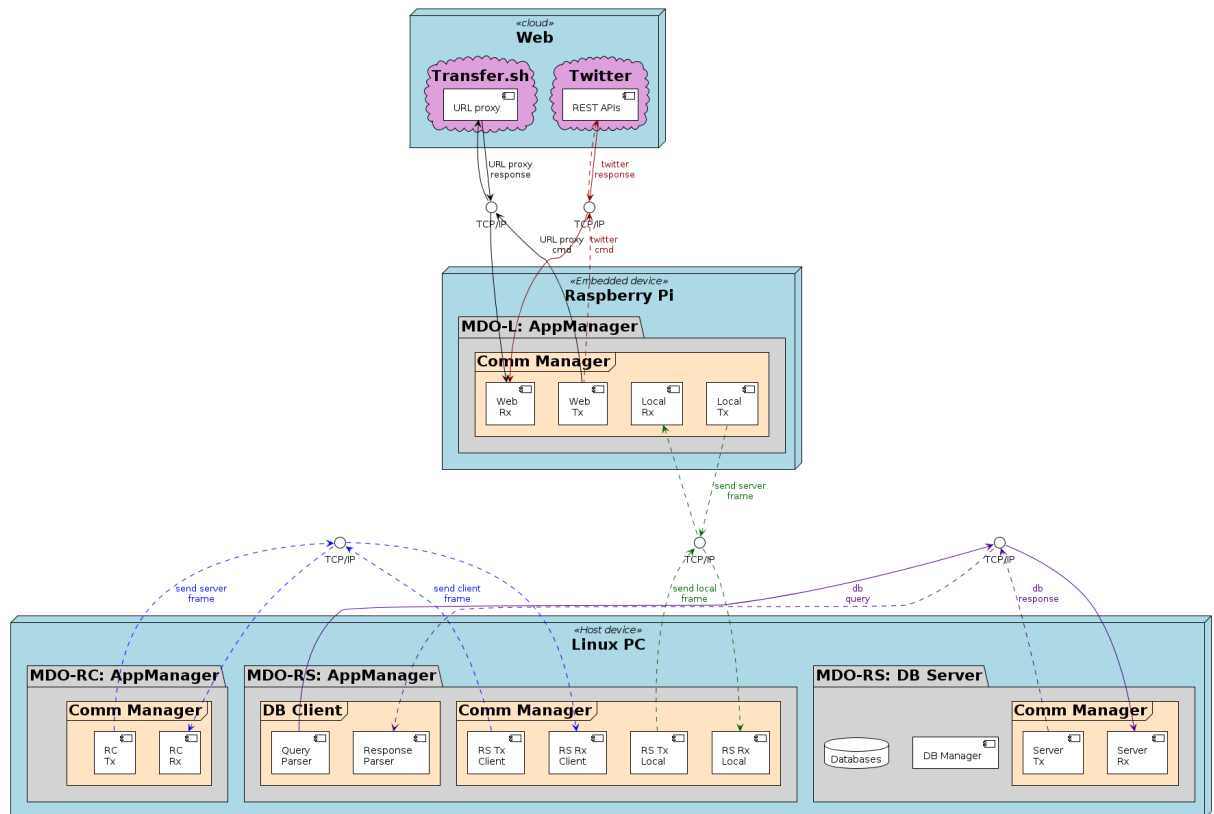 «cloud»
Web
Transfer.sh
Twitter
URL proxy
REST APIs
URL proxy
response
twitter
response
TCP/IP
TCP/IP
URL proxy
cmd
twitter
cmd
«Embedded device»
Raspberry Pi
MDO-L: AppManager
Comm Manager
Web
Rx
Web
Tx
Local
Rx
Local
Tx
send server
frame
TCP/IP
TCP/IP
TCP/IP
send server
frame
send client
frame
send local
frame
db
query
db
response
«Host device»
Linux PC
MDO-RC: AppManager
MDO-RS: AppManager
MDO-RS: DB Server
Comm Manager
DB Client
Comm Manager
Comm Manager
RC
Tx
RC
Rx
Query
Parser
Response
Parser
RS Tx
Client
RS Rx
Client
RS Tx
Local
RS Rx
Local
Databases
DB Manager
Server
Tx
Server
Rx